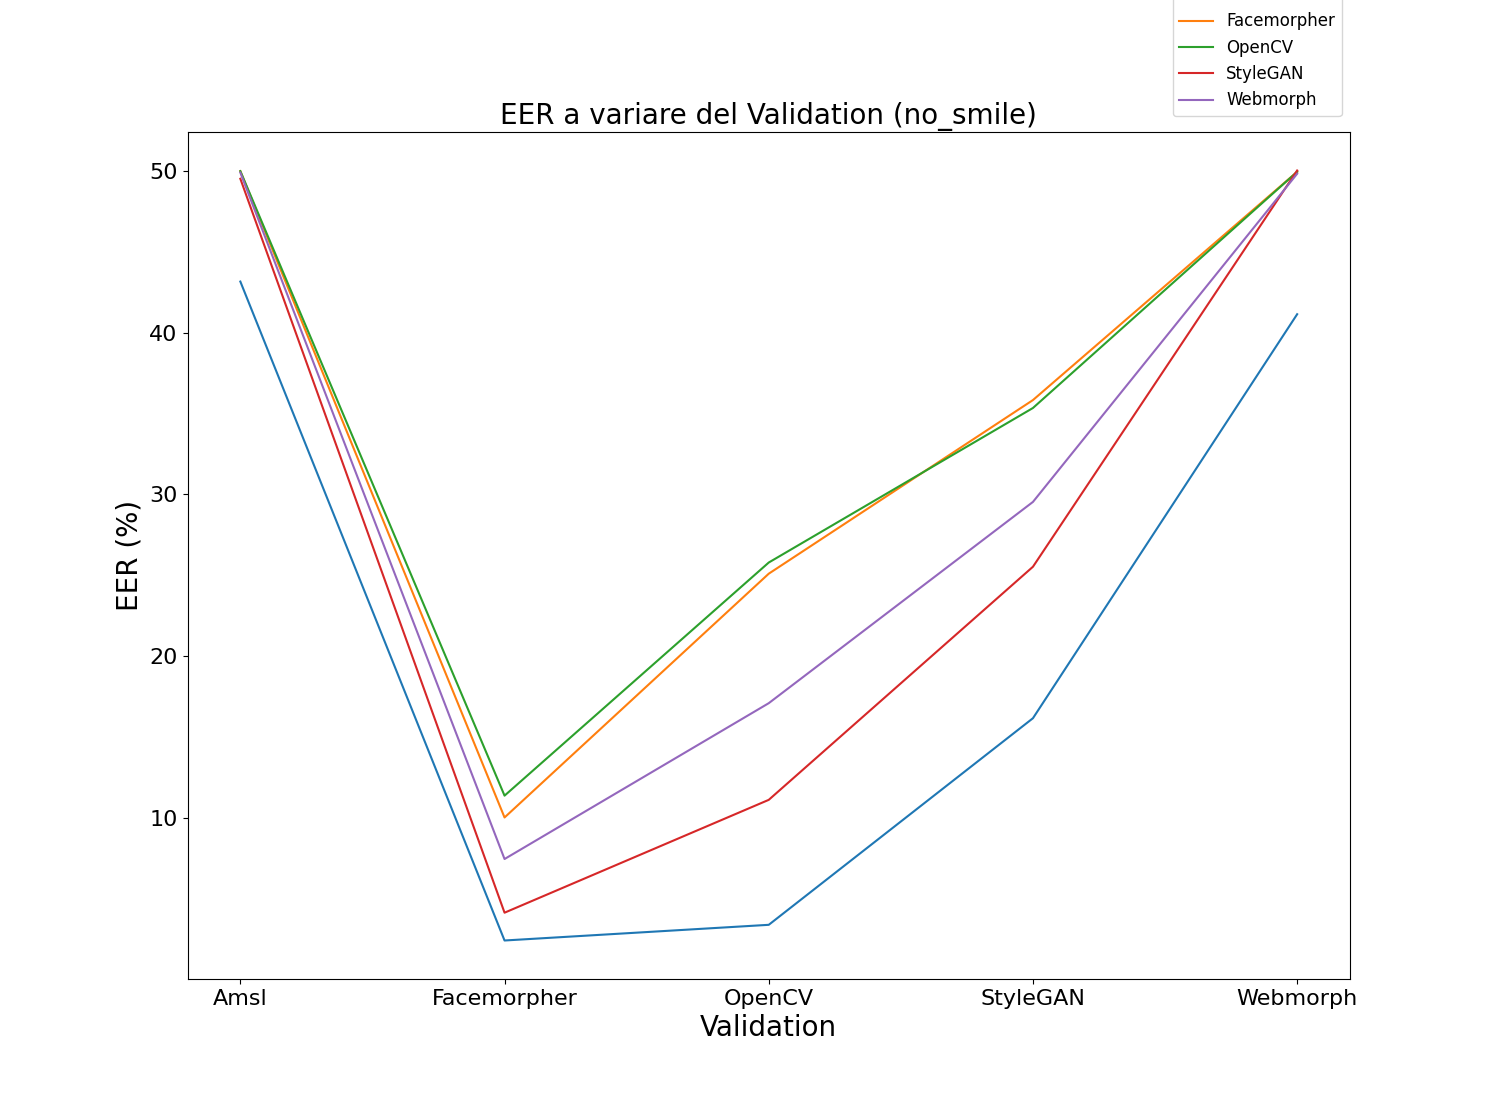 Facemorpher
OpenCV
StyleGAN
Webmorph
EER a variare del Validation (no_smile)
50
40
30
20
10
EER (%)
Amsl
Facemorpher
OpenCV
StyleGAN
Webmorph
Validation